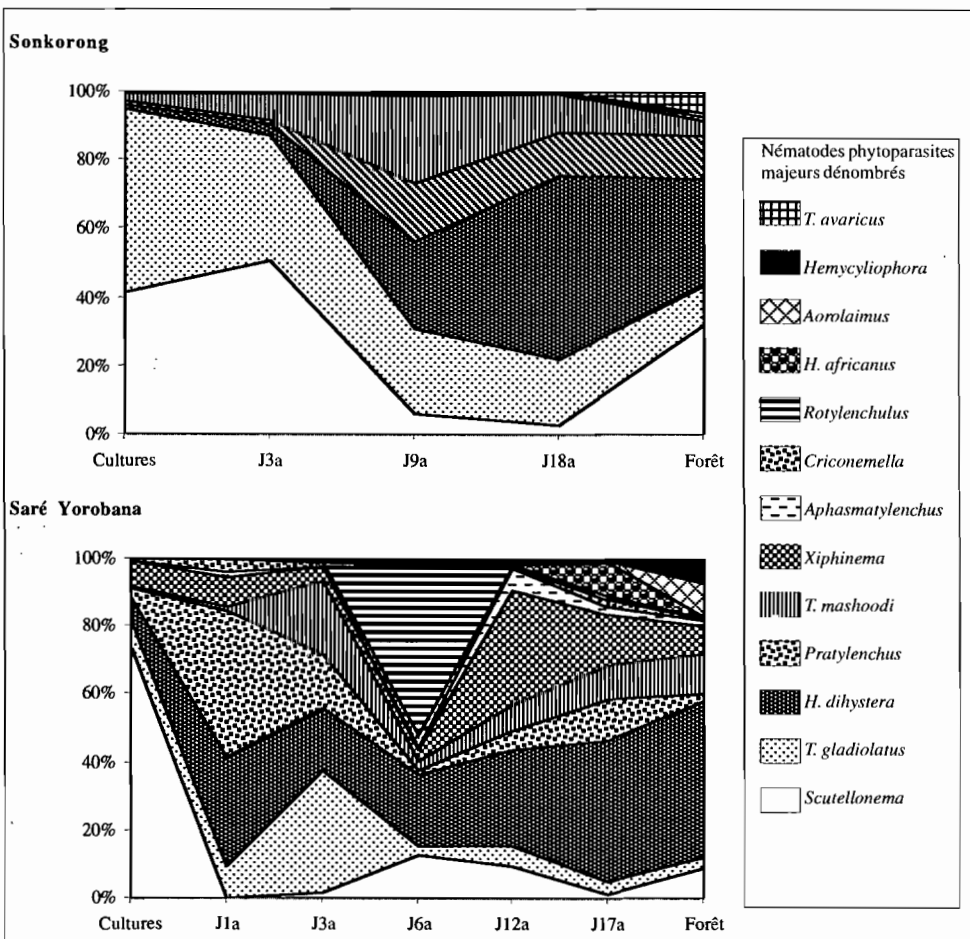 Sonkorong
100%
80%
60%
40%
20%
0%
Cultures J3a J9a J18a Forêt
Saré Yorobana
100%
80%
60%
40%
20%
0%
Cultures J1a J3a J6a J12a J17a Forêt
Nématodes phytoparasites
majeurs dénombrés
T. avaricus
Hemycyliophora
Aorolaimus
H. africanus
Rotylenchulus
Criconemella
Aphasmatylenchus
Xiphinema
T. mashoodi
Pratylenchus
H. dihystera
T. gladiolatus
Scutellonema